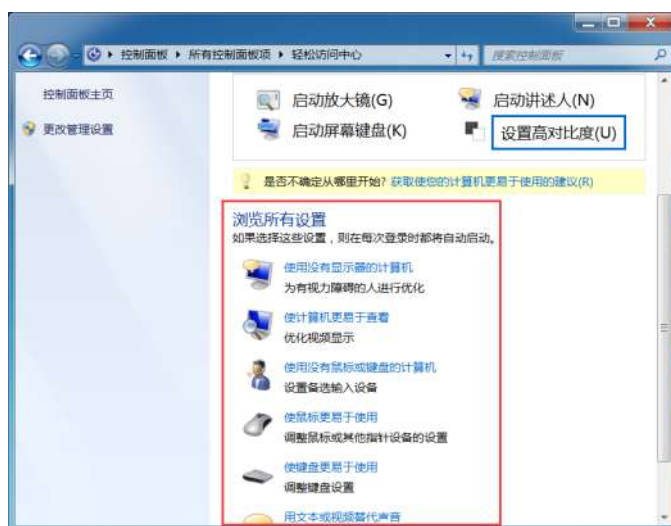 控制面板 ▸ 所有控制面板项 ▸ 轻松访问中心
搜索控制面板
控制面板主页
更改管理设置
启动放大镜(G)
启动讲述人(N)
启动屏幕键盘(K)
设置高对比度(U)
是否不确定从哪里开始? 获取使您的计算机更易于使用的建议(R)
浏览所有设置
如果选择这些设置，则在每次登录时都将自动启动。
使用没有显示器的计算机
为有视力障碍的人进行优化
使计算机更易于查看
优化视频显示
使用没有鼠标或键盘的计算机
设置备选输入设备
使鼠标更易于使用
调整鼠标或其他指针设备的设置
使键盘更易于使用
调整键盘设置
用文本或视频替代声音